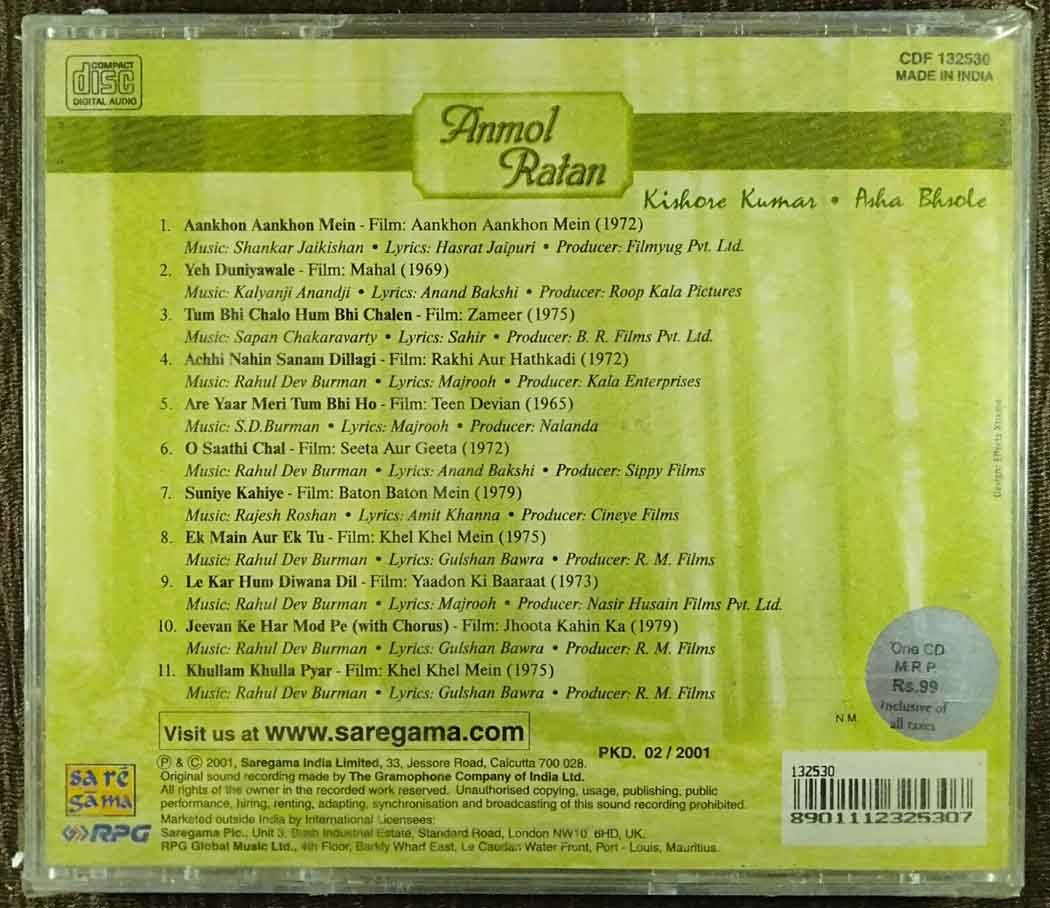 COMPACT
disc
DIGITAL AUDIO
CDF 132530
MADE IN INDIA
Anmol
Ratan
Kishore Kumar • Asha Bhsole
1. Aankhon Aankhon Mein - Film: Aankhon Aankhon Mein (1972)
Music: Shankar Jaikishan • Lyrics: Hasrat Jaipuri • Producer: Filmyug Pvt. Ltd.
2. Yeh Duniyawale - Film: Mahal (1969)
Music: Kalyanji Anandji • Lyrics: Anand Bakshi • Producer: Roop Kala Pictures
3. Tum Bhi Chalo Hum Bhi Chalen - Film: Zameer (1975)
Music: Sapan Chakaravarty • Lyrics: Sahir • Producer: B. R. Films Pvt. Ltd.
4. Achhi Nahin Sanam Dillagi - Film: Rakhi Aur Hathkadi (1972)
Music: Rahul Dev Burman • Lyrics: Majrooh • Producer: Kala Enterprises
5. Are Yaar Meri Tum Bhi Ho - Film: Teen Devian (1965)
Music: S.D.Burman • Lyrics: Majrooh • Producer: Nalanda
6. O Saathi Chal - Film: Seeta Aur Geeta (1972)
Music: Rahul Dev Burman • Lyrics: Anand Bakshi • Producer: Sippy Films
7. Suniye Kahiye - Film: Baton Baton Mein (1979)
Music: Rajesh Roshan • Lyrics: Amit Khanna • Producer: Cineye Films
8. Ek Main Aur Ek Tu - Film: Khel Khel Mein (1975)
Music: Rahul Dev Burman • Lyrics: Gulshan Bawra • Producer: R. M. Films
9. Le Kar Hum Diwana Dil - Film: Yaadon Ki Baaraat (1973)
Music: Rahul Dev Burman • Lyrics: Majrooh • Producer: Nasir Husain Films Pvt. Ltd.
10. Jeevan Ke Har Mod Pe (with Chorus) - Film: Jhoota Kahin Ka (1979)
Music: Rahul Dev Burman • Lyrics: Gulshan Bawra • Producer: R. M. Films
11. Khullam Khulla Pyar - Film: Khel Khel Mein (1975)
Music: Rahul Dev Burman • Lyrics: Gulshan Bawra • Producer: R. M. Films
Design: Effects
One CD
M.R.P.
Rs.99
inclusive of
all taxes
N M
Visit us at www.saregama.com
PKD. 02 / 2001
℗ & © 2001, Saregama India Limited, 33, Jessore Road, Calcutta 700 028.
Original sound recording made by The Gramophone Company of India Ltd.
All rights of the owner in the recorded work reserved. Unauthorised copying, usage, publishing, public
performance, hiring, renting, adapting, synchronisation and broadcasting of this sound recording prohibited.
Marketed outside India by International Licensees:
Saregama Plc., Unit 3, Industrial Estate, Standard Road, London NW10 6HD, UK.
RPG Global Music Ltd., 4th Floor, Barkly Wharf East, Le Caudan Water Front, Port - Louis, Mauritius.
sa re
gama
RPG
132530
8901112325307